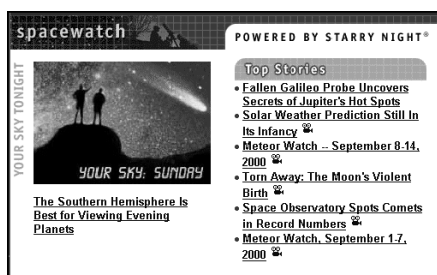 spacewatch
POWERED BY STARRY NIGHT®
YOUR SKY TONIGHT
YOUR SKY: SUNDAY
The Southern Hemisphere Is
Best for Viewing Evening
Planets
Top Stories
Fallen Galileo Probe Uncovers
Secrets of Jupiter's Hot Spots
Solar Weather Prediction Still In
Its Infancy
Meteor Watch -- September 8-14,
2000
Torn Away: The Moon's Violent
Birth
Space Observatory Spots Comets
in Record Numbers
Meteor Watch, September 1-7,
2000